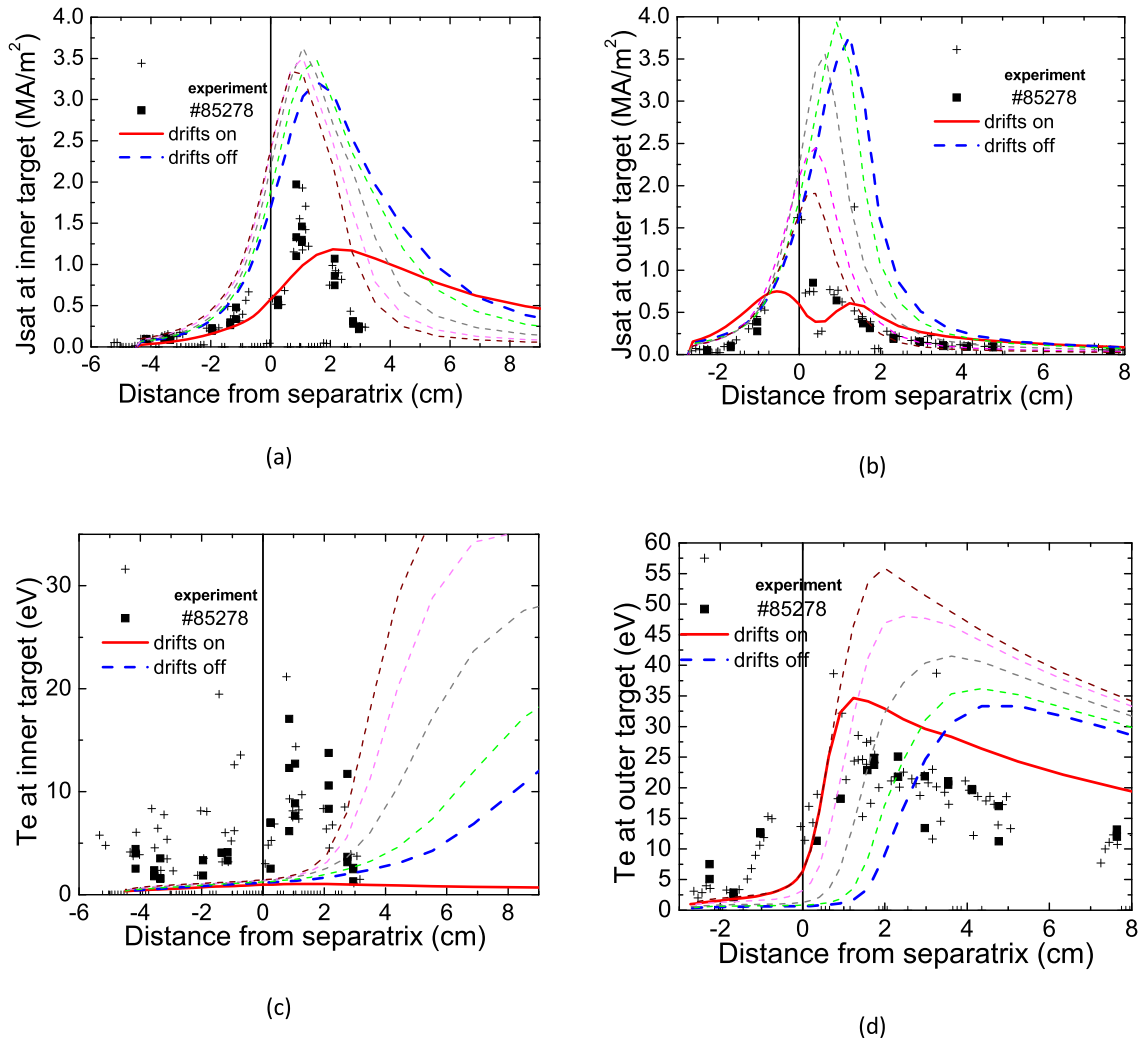 4.0
3.5
3.0
2.5
2.0
1.5
1.0
0.5
0.0
-6 -4 -2 0 2 4 6 8
Jsat at inner target (MA/m²)
Distance from separatrix (cm)
experiment
#85278
drifts on
drifts off
(a)
4.0
3.5
3.0
2.5
2.0
1.5
1.0
0.5
0.0
-2 0 2 4 6 8
Jsat at outer target (MA/m²)
Distance from separatrix (cm)
experiment
#85278
drifts on
drifts off
(b)
30
20
10
0
-6 -4 -2 0 2 4 6 8
Te at inner target (eV)
Distance from separatrix (cm)
experiment
#85278
drifts on
drifts off
(c)
60
55
50
45
40
35
30
25
20
15
10
5
0
-2 0 2 4 6 8
Te at outer target (eV)
Distance from separatrix (cm)
experiment
#85278
drifts on
drifts off
(d)